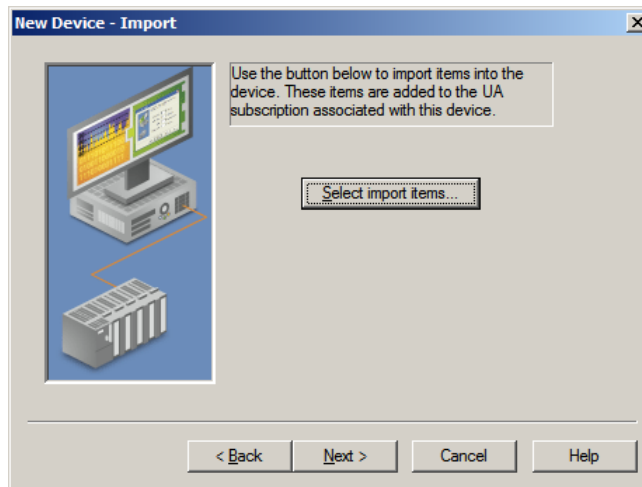 New Device - Import
Use the button below to import items into the
device. These items are added to the UA
subscription associated with this device.
Select import items...
< Back
Next >
Cancel
Help